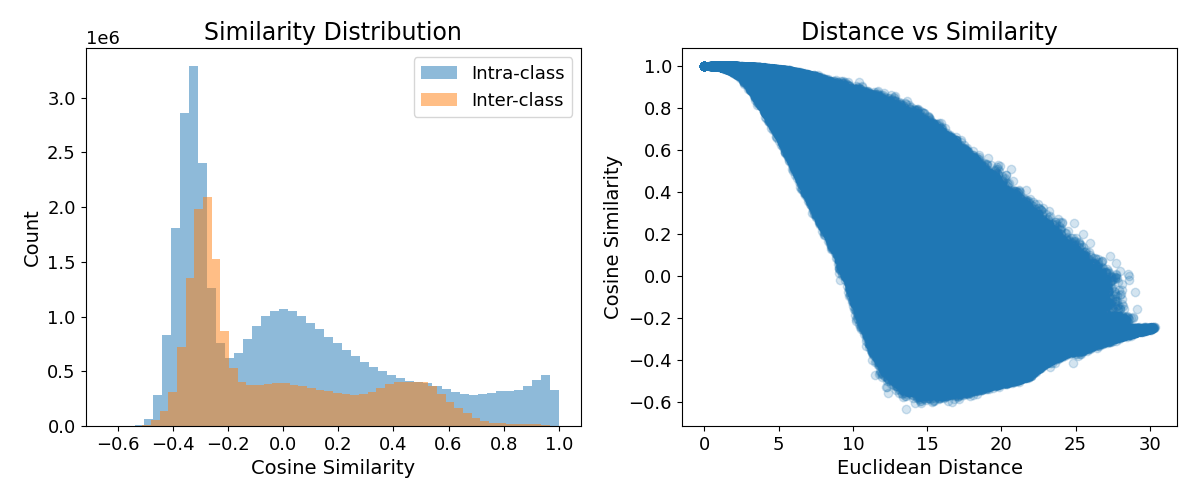 Similarity Distribution
1e6
Intra-class
Inter-class
3.0
2.5
2.0
1.5
1.0
0.5
0.0
Count
−0.6 −0.4 −0.2 0.0 0.2 0.4 0.6 0.8 1.0
Cosine Similarity
Distance vs Similarity
1.0
0.8
0.6
0.4
0.2
0.0
−0.2
−0.4
−0.6
Cosine Similarity
0 5 10 15 20 25 30
Euclidean Distance